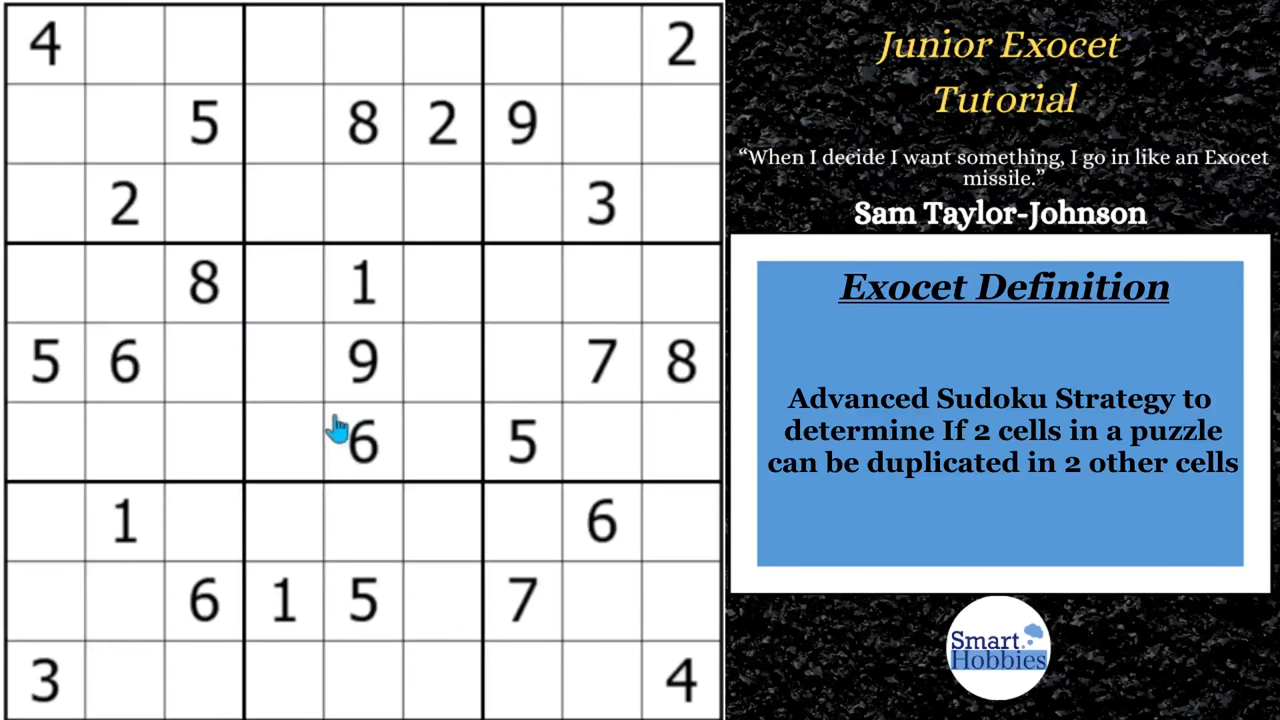 4 2
5 8 2 9
2 3
8 1
5 6 9 7 8
6 5
1 6
6 1 5 7
3 4
Junior Exocet
Tutorial
“When I decide I want something, I go in like an Exocet
missile.”
Sam Taylor-Johnson
Exocet Definition
Advanced Sudoku Strategy to
determine If 2 cells in a puzzle
can be duplicated in 2 other cells
Smart
Hobbies